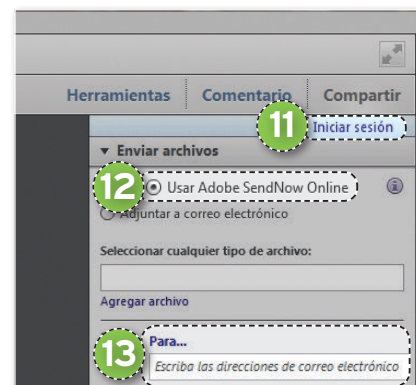 Herramientas Comentario Compartir
11 Iniciar sesión
Enviar archivos
12 Usar Adobe SendNow Online
Adjuntar a correo electrónico
Seleccionar cualquier tipo de archivo:
Agregar archivo
13 Para...
Escriba las direcciones de correo electrónico